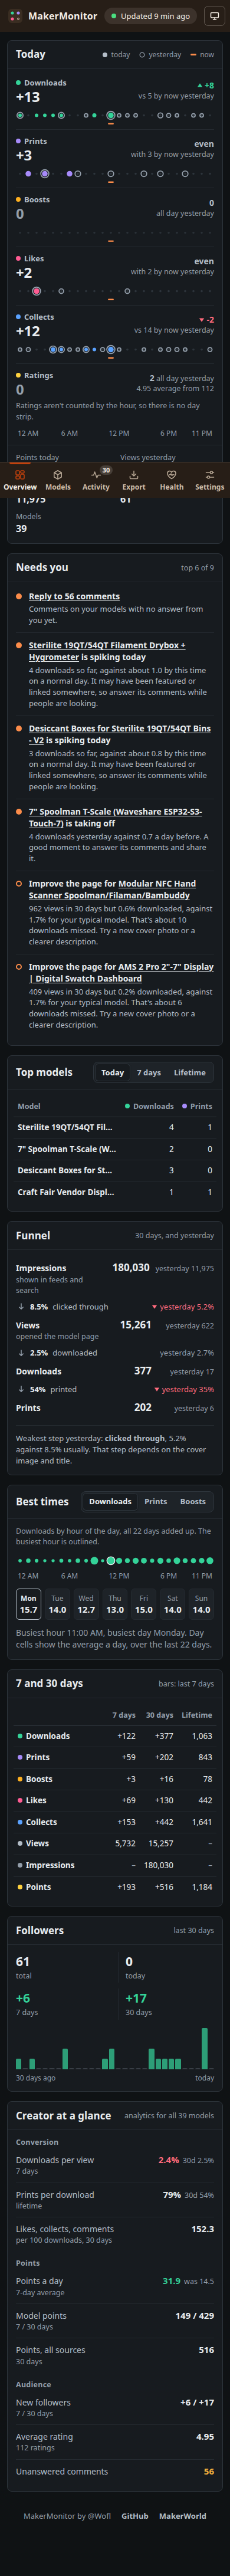 MakerMonitor
Updated 9 min ago
Today
today yesterday now
Downloads
+13
+8
vs 5 by now yesterday
Prints
+3
even
with 3 by now yesterday
Boosts
0
0
all day yesterday
Likes
+2
even
with 2 by now yesterday
Collects
+12
-2
vs 14 by now yesterday
Ratings
0
2 all day yesterday
4.95 average from 112
Ratings aren't counted by the hour, so there is no day
strip.
12 AM 6 AM 12 PM 6 PM 11 PM
Points today Views yesterday
30
Overview Models Activity Export Health Settings
11,975 61
Models
39
Needs you
top 6 of 9
Reply to 56 comments
Comments on your models with no answer from
you yet.
Sterilite 19QT/54QT Filament Drybox +
Hygrometer is spiking today
4 downloads so far, against about 1.0 by this time
on a normal day. It may have been featured or
linked somewhere, so answer its comments while
people are looking.
Desiccant Boxes for Sterilite 19QT/54QT Bins
- V2 is spiking today
3 downloads so far, against about 0.8 by this time
on a normal day. It may have been featured or
linked somewhere, so answer its comments while
people are looking.
7" Spoolman T-Scale (Waveshare ESP32-S3-
Touch-7) is taking off
4 downloads yesterday against 0.7 a day before. A
good moment to answer its comments and share
it.
Improve the page for Modular NFC Hand
Scanner Spoolman/Filaman/Bambuddy
962 views in 30 days but 0.6% downloaded, against
1.7% for your typical model. That's about 10
downloads missed. Try a new cover photo or a
clearer description.
Improve the page for AMS 2 Pro 2"-7" Display
| Digital Swatch Dashboard
409 views in 30 days but 0.2% downloaded, against
1.7% for your typical model. That's about 6
downloads missed. Try a new cover photo or a
clearer description.
Top models
Today 7 days Lifetime
Model Downloads Prints
Sterilite 19QT/54QT Fil... 4 1
7" Spoolman T-Scale (W... 2 0
Desiccant Boxes for St... 3 0
Craft Fair Vendor Displ... 1 1
Funnel
30 days, and yesterday
Impressions 180,030 yesterday 11,975
shown in feeds and
search
8.5% clicked through yesterday 5.2%
Views 15,261 yesterday 622
opened the model page
2.5% downloaded yesterday 2.7%
Downloads 377 yesterday 17
54% printed yesterday 35%
Prints 202 yesterday 6
Weakest step yesterday: clicked through, 5.2%
against 8.5% usually. That step depends on the cover
image and title.
Best times
Downloads Prints Boosts
Downloads by hour of the day, all 22 days added up. The
busiest hour is outlined.
12 AM 6 AM 12 PM 6 PM 11 PM
Mon Tue Wed Thu Fri Sat Sun
15.7 14.0 12.7 13.0 15.0 14.0 14.0
Busiest hour 11:00 AM, busiest day Monday. Day
cells show the average a day, over the last 22 days.
7 and 30 days
bars: last 7 days
7 days 30 days Lifetime
Downloads +122 +377 1,063
Prints +59 +202 843
Boosts +3 +16 78
Likes +69 +130 442
Collects +153 +442 1,641
Views 5,732 15,257 –
Impressions – 180,030 –
Points +193 +516 1,184
Followers
last 30 days
61 0
total today
+6 +17
7 days 30 days
30 days ago today
Creator at a glance
analytics for all 39 models
Conversion
Downloads per view 2.4% 30d 2.5%
7 days
Prints per download 79% 30d 54%
lifetime
Likes, collects, comments 152.3
per 100 downloads, 30 days
Points
Points a day 31.9 was 14.5
7-day average
Model points 149 / 429
7 / 30 days
Points, all sources 516
30 days
Audience
New followers +6 / +17
7 / 30 days
Average rating 4.95
112 ratings
Unanswered comments 56
MakerMonitor by @Wofl GitHub MakerWorld